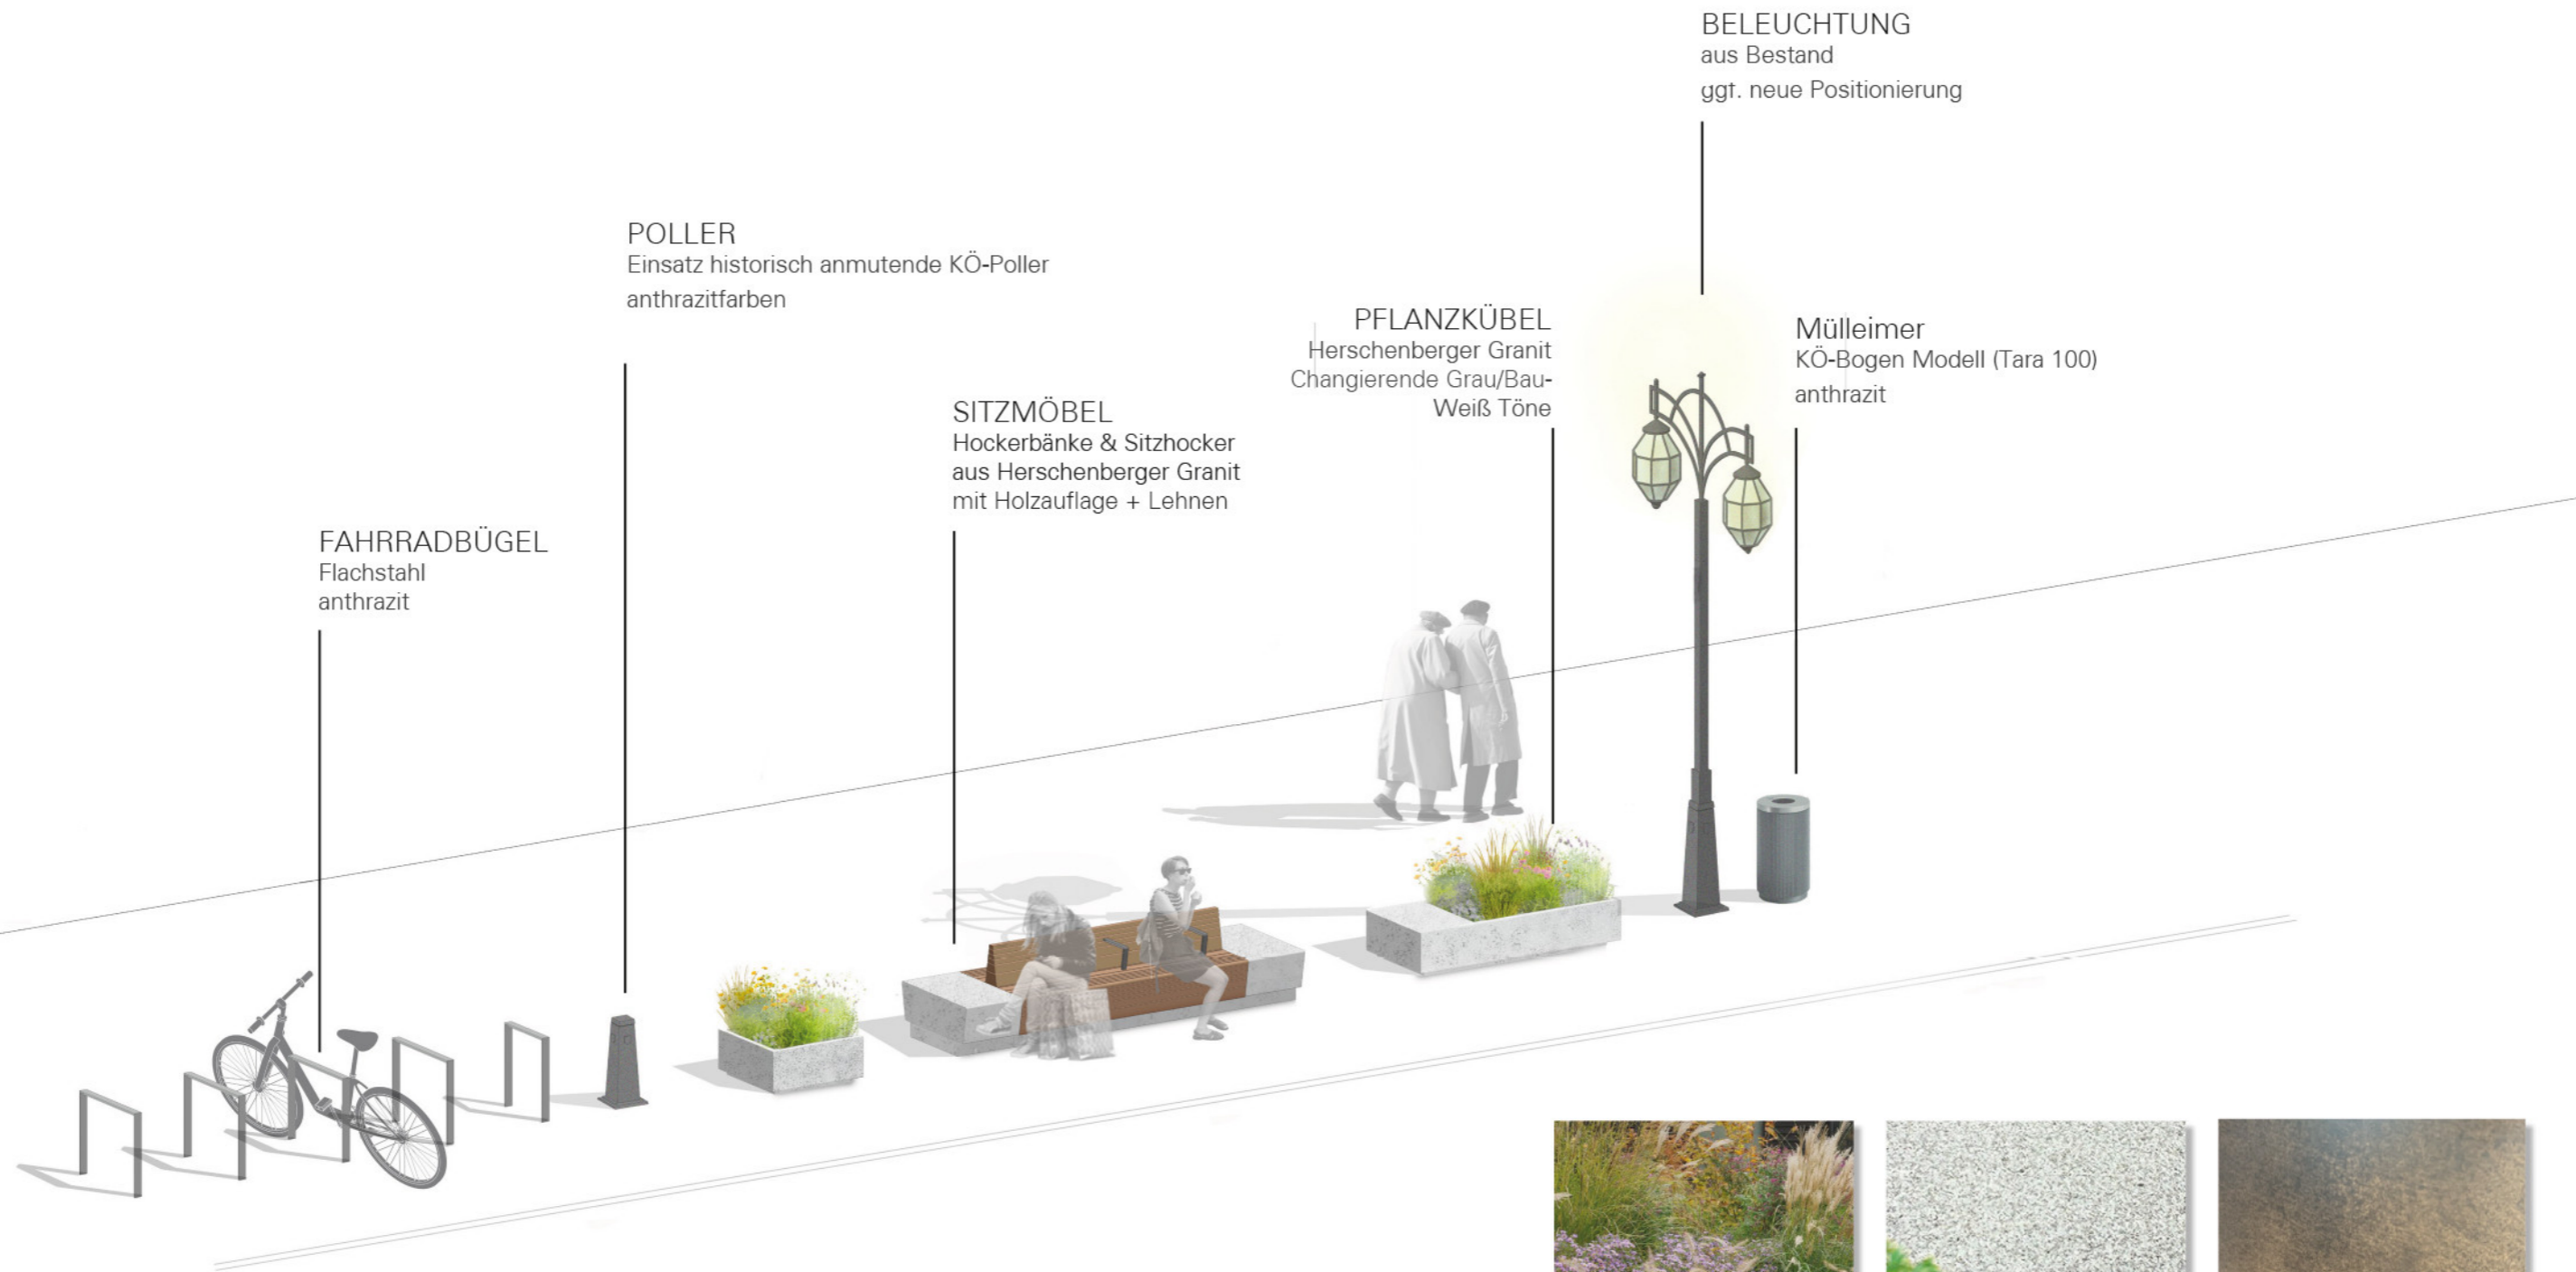 BELEUCHTUNG
aus Bestand
ggt. neue Positionierung
POLLER
Einsatz historisch anmutende KÖ-Poller
anthrazitfarben
PFLANZKÜBEL
Herschenberger Granit
Changierende Grau/Bau-
Weiß Töne
Mülleimer
KÖ-Bogen Modell (Tara 100)
anthrazit
SITZMÖBEL
Hockerbänke & Sitzhocker
aus Herschenberger Granit
mit Holzauflage + Lehnen
FAHRRADBÜGEL
Flachstahl
anthrazit